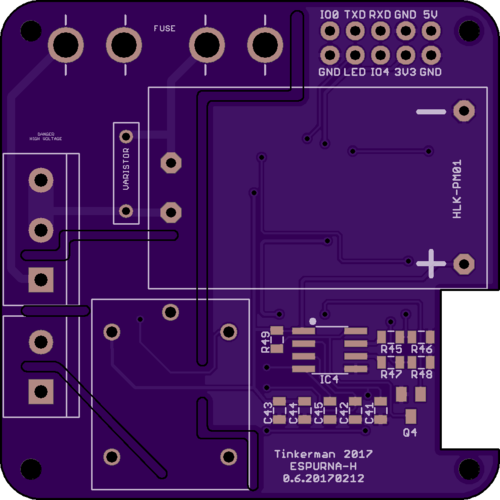 IO0 TXD RXD GND 5V
FUSE
GND LED IO4 3V3 GND
DANGER
HIGH VOLTAGE
VARISTOR
HLK-PM01
R49
R45 R46
R47 R48
IC4
C43 C44 C45 C42 C41
Q4
Tinkerman 2017
ESPURNA-H
0.6.20170212